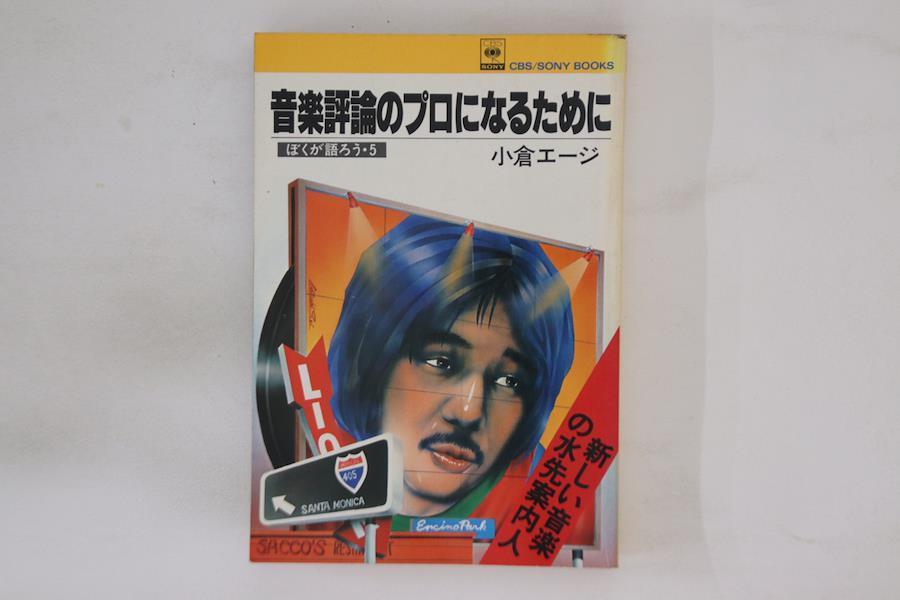 CBS
SONY
CBS/SONY BOOKS
音楽評論のプロになるために
ぼくが語ろう・5
小倉エージ
新しい音楽
の水先案内人
405
SANTA MONICA
Encino Park
SACCO'S